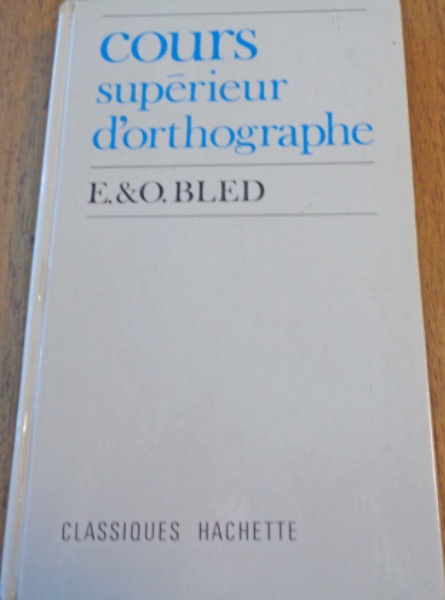 cours
supérieur
d'orthographe
E. & O. BLED
CLASSIQUES HACHETTE